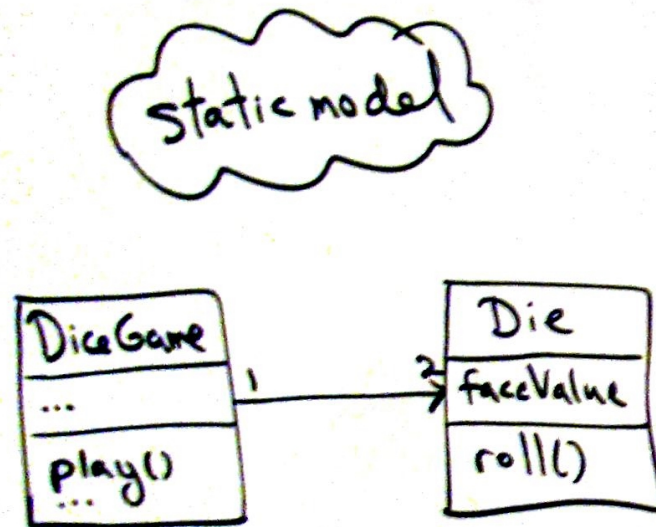 static model
DiceGame
...
play()
...
1
2
Die
faceValue
roll()